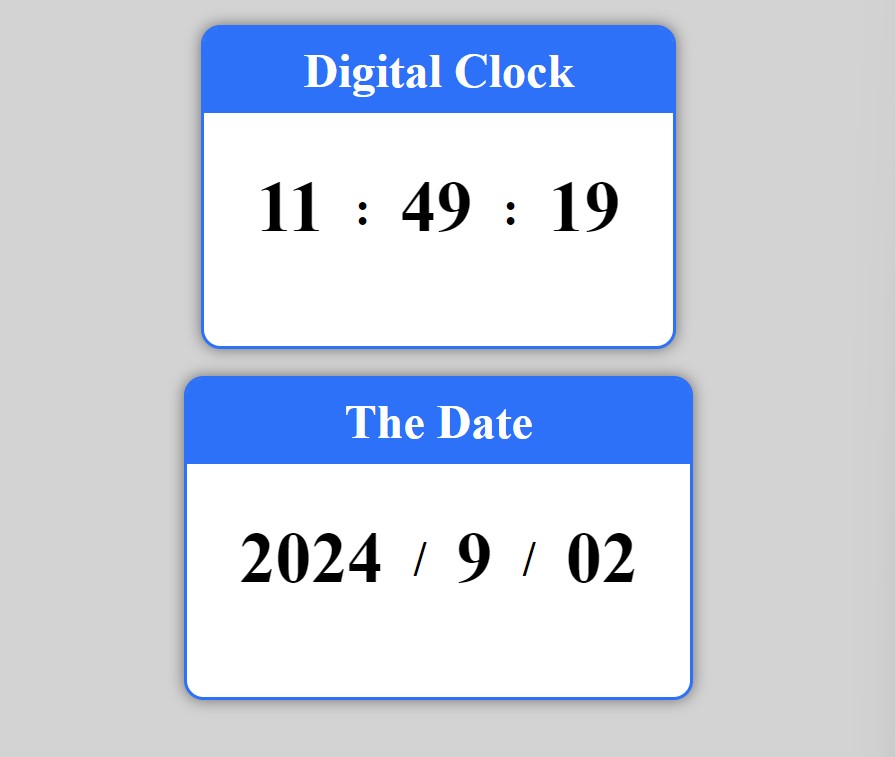 Digital Clock
11 : 49 : 19
The Date
2024 / 9 / 02